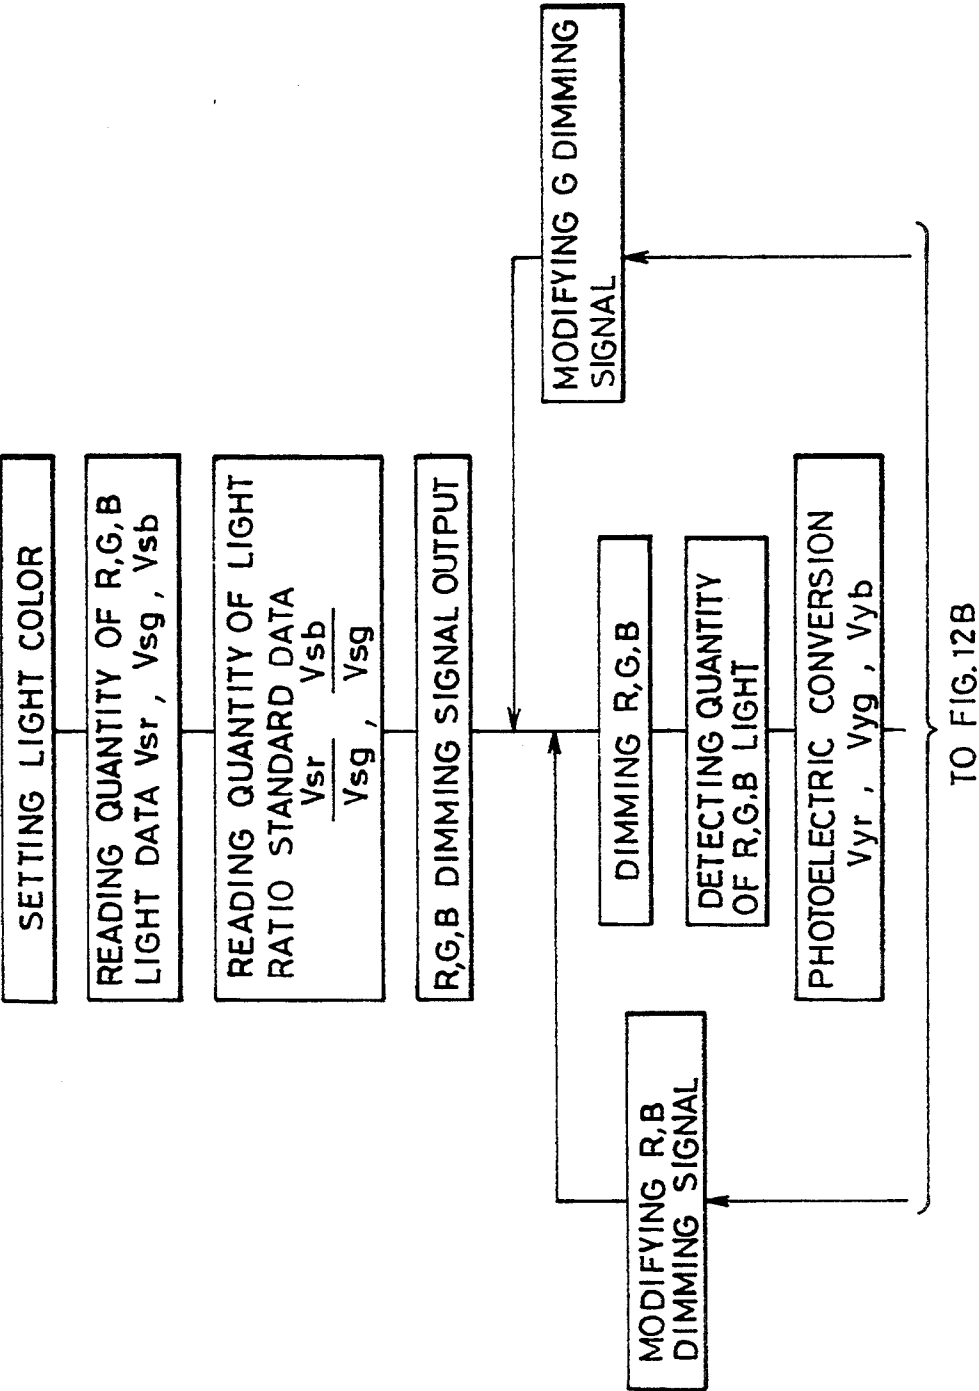 SETTING LIGHT COLOR
READING QUANTITY OF R,G,B
LIGHT DATA Vsr , Vsg , Vsb
READING QUANTITY OF LIGHT
RATIO STANDARD DATA
Vsr Vsb
Vsg , Vsg
R,G,B DIMMING SIGNAL OUTPUT
MODIFYING G DIMMING
SIGNAL
DIMMING R,G,B
MODIFYING R,B
DIMMING SIGNAL
DETECTING QUANTITY
OF R,G,B LIGHT
PHOTOELECTRIC CONVERSION
Vyr , Vyg , Vyb
TO FIG. 12B